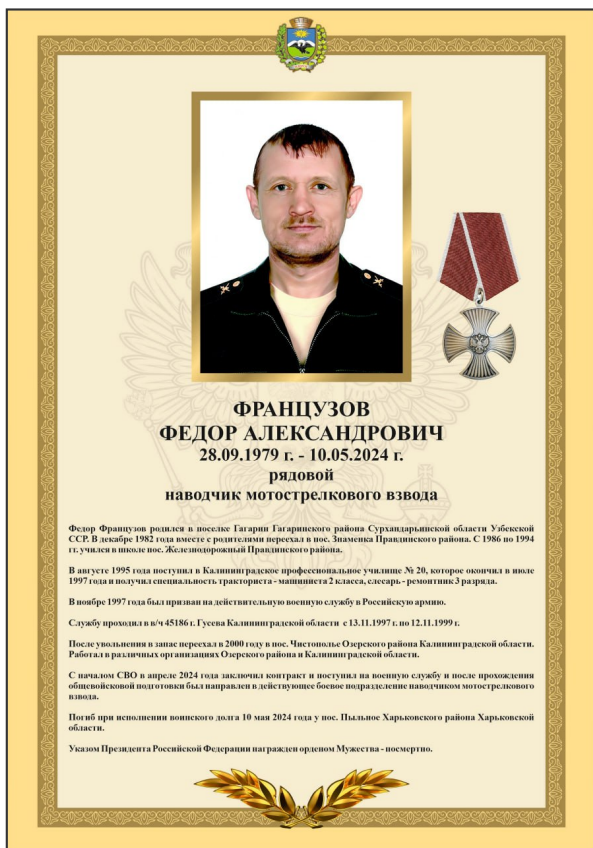 ФРАНЦУЗОВ
ФЕДОР АЛЕКСАНДРОВИЧ
28.09.1979 г. - 10.05.2024 г.
рядовой
наводчик мотострелкового взвода
Федор Французов родился в поселке Гагарин Гагаринского района Сурхандарьинской области Узбекской
ССР. В декабре 1982 года вместе с родителями переехал в пос. Знаменка Правдинского района. С 1986 по 1994
гг. учился в школе пос. Железнодорожный Правдинского района.
В августе 1995 года поступил в Калининградское профессиональное училище № 20, которое окончил в июле
1997 года и получил специальность тракториста - машиниста 2 класса, слесарь - ремонтник 3 разряда.
В ноябре 1997 года был призван на действительную военную службу в Российскую армию.
Службу проходил в в/ч 45186 г. Гусева Калининградской области с 13.11.1997 г. по 12.11.1999 г.
После увольнения в запас переехал в 2000 году в пос. Чистополье Озерского района Калининградской области.
Работал в различных организациях Озерского района и Калининградской области.
С началом СВО в апреле 2024 года заключил контракт и поступил на военную службу и после прохождения
общевойсковой подготовки был направлен в действующее боевое подразделение наводчиком мотострелкового
взвода.
Погиб при исполнении воинского долга 10 мая 2024 года у пос. Пыльное Харьковского района Харьковской
области.
Указом Президента Российской Федерации награжден орденом Мужества - посмертно.